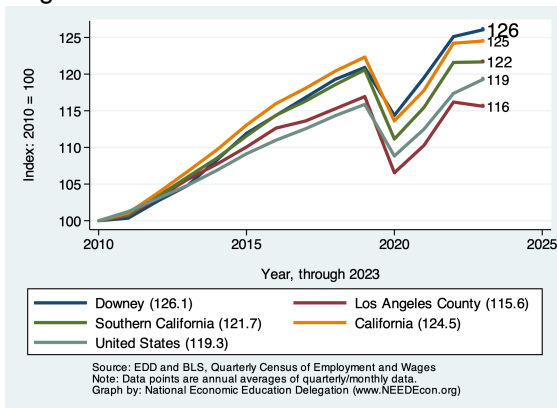 126
125
125
122
120
119
116
115
110
105
100
Index: 2010 = 100
2010 2015 2020 2025
Year, through 2023
Downey (126.1) Los Angeles County (115.6)
Southern California (121.7) California (124.5)
United States (119.3)
Source: EDD and BLS, Quarterly Census of Employment and Wages
Note: Data points are annual averages of quarterly/monthly data.
Graph by: National Economic Education Delegation (www.NEEDEcon.org)